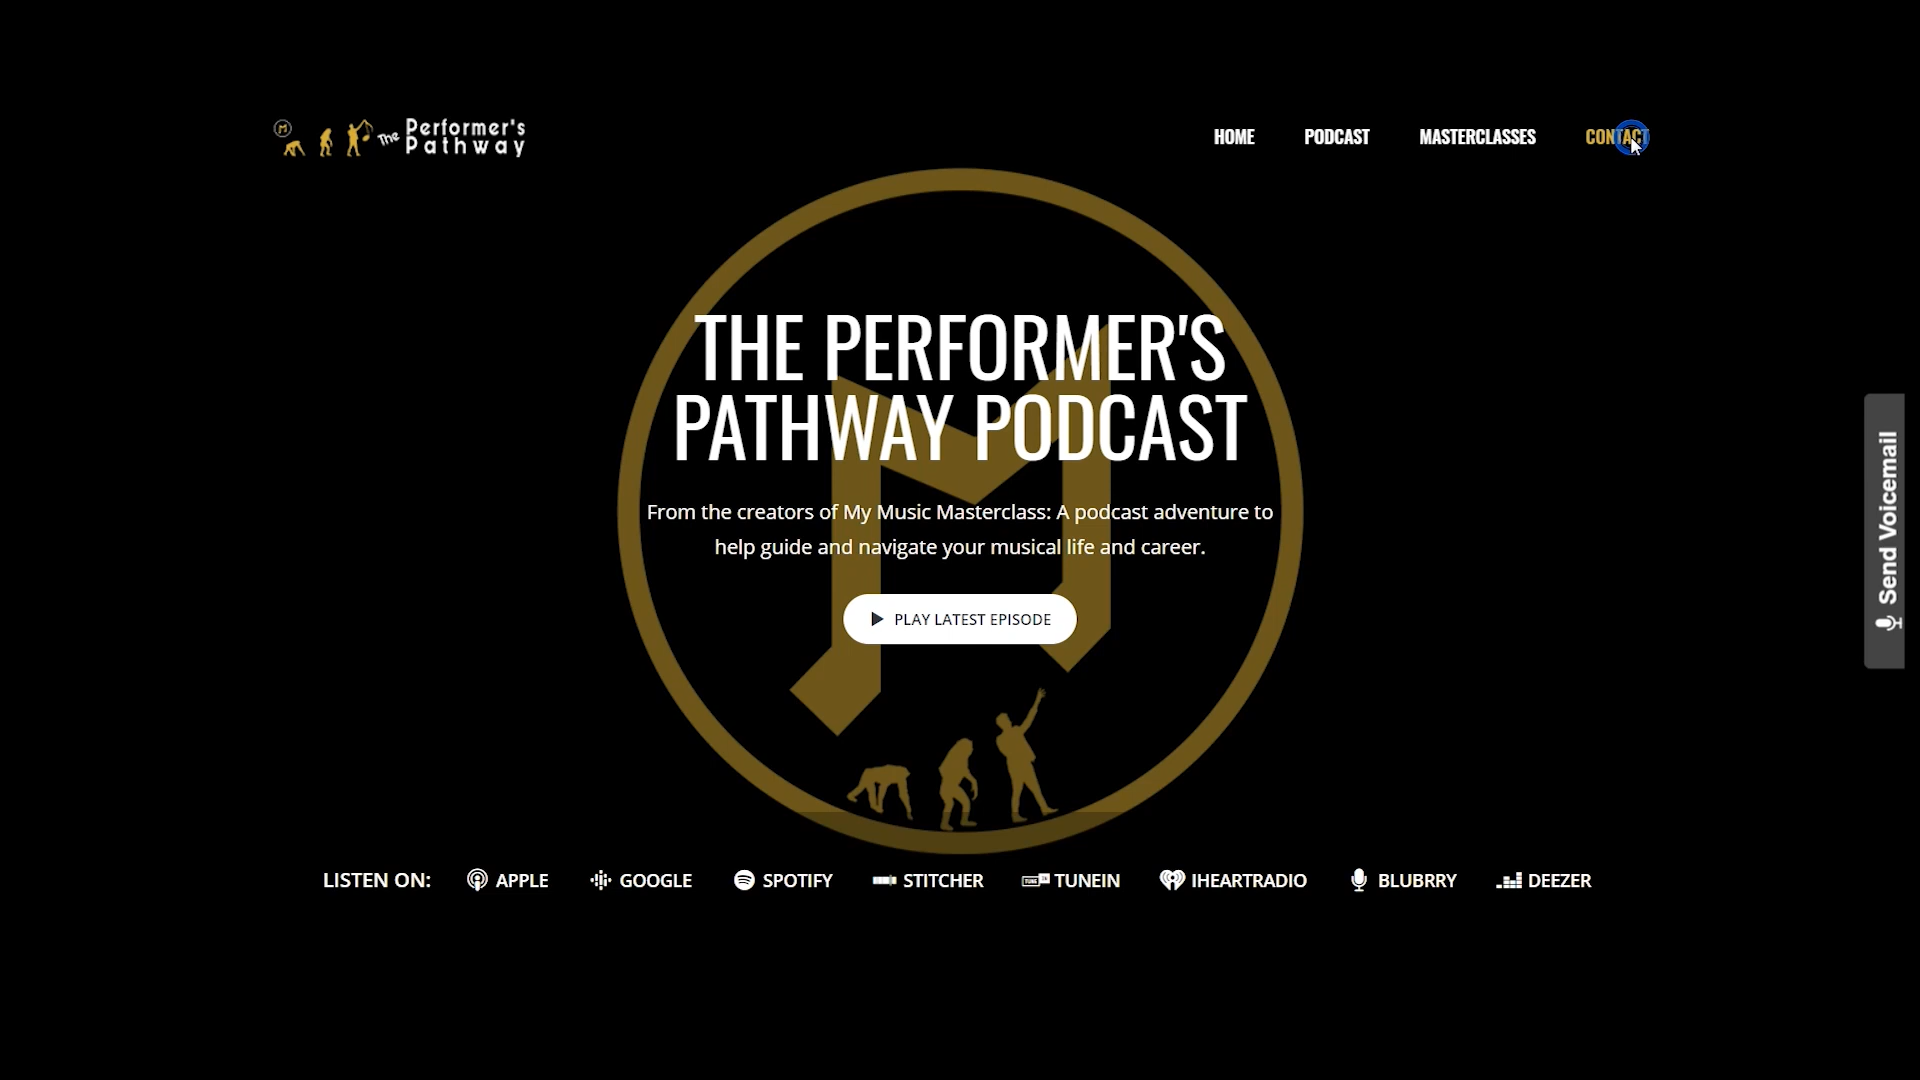 The Performer's
Pathway
HOME PODCAST MASTERCLASSES CONTACT
THE PERFORMER'S
PATHWAY PODCAST
From the creators of My Music Masterclass: A podcast adventure to
help guide and navigate your musical life and career.
PLAY LATEST EPISODE
Send Voicemail
LISTEN ON: APPLE GOOGLE SPOTIFY STITCHER TUNEIN IHEARTRADIO BLUBRRY DEEZER